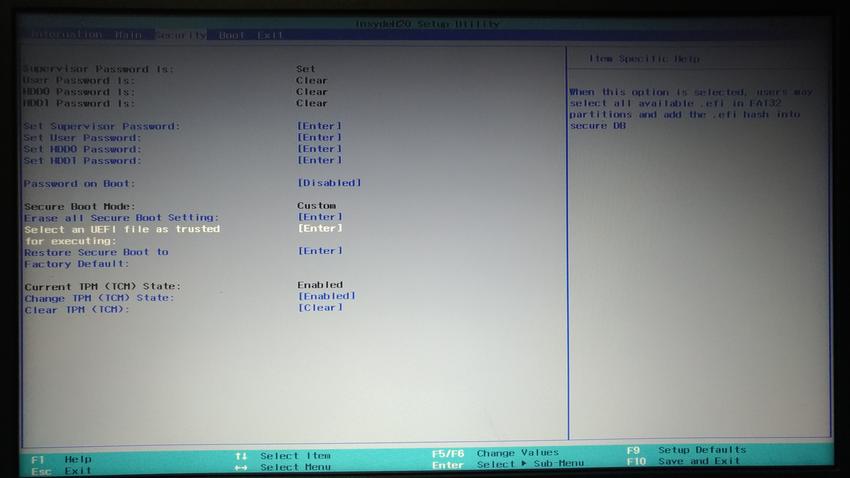 InsydeH20 Setup Utility
Information Main Security Boot Exit
Item Specific Help
Supervisor Password Is: Set
User Password Is: Clear
HDD0 Password Is: Clear
HDD1 Password Is: Clear
Set Supervisor Password: [Enter]
Set User Password: [Enter]
Set HDD0 Password: [Enter]
Set HDD1 Password: [Enter]
Password on Boot: [Disabled]
Secure Boot Mode: Custom
Erase all Secure Boot Setting: [Enter]
Select an UEFI file as trusted [Enter]
for executing:
Restore Secure Boot to [Enter]
Factory Default:
Current TPM (TCM) State: Enabled
Change TPM (TCM) State: [Enabled]
Clear TPM (TCM): [Clear]
When this option is selected, users may
select all available .efi in FAT32
partitions and add the .efi hash into
secure DB
F1 Help ↑↓ Select Item F5/F6 Change Values F9 Setup Defaults
Esc Exit ↔ Select Menu Enter Select ▶ Sub-Menu F10 Save and Exit